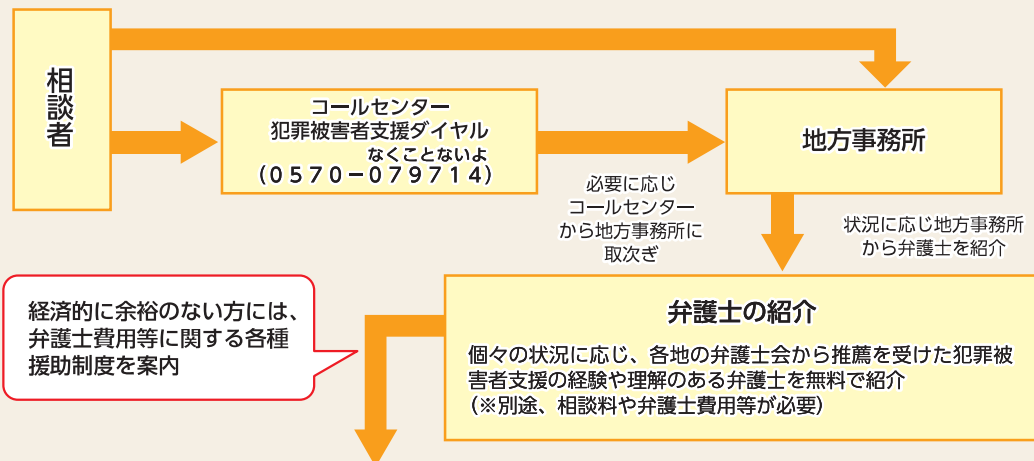 相談者
コールセンター
犯罪被害者支援ダイヤル
なくことないよ
(０５７０－０７９７１４)
地方事務所
必要に応じ
コールセンター
から地方事務所に
取次ぎ
状況に応じ地方事務所
から弁護士を紹介
経済的に余裕のない方には、
弁護士費用等に関する各種
援助制度を案内
弁護士の紹介
個々の状況に応じ、各地の弁護士会から推薦を受けた犯罪被
害者支援の経験や理解のある弁護士を無料で紹介
(※別途、相談料や弁護士費用等が必要)